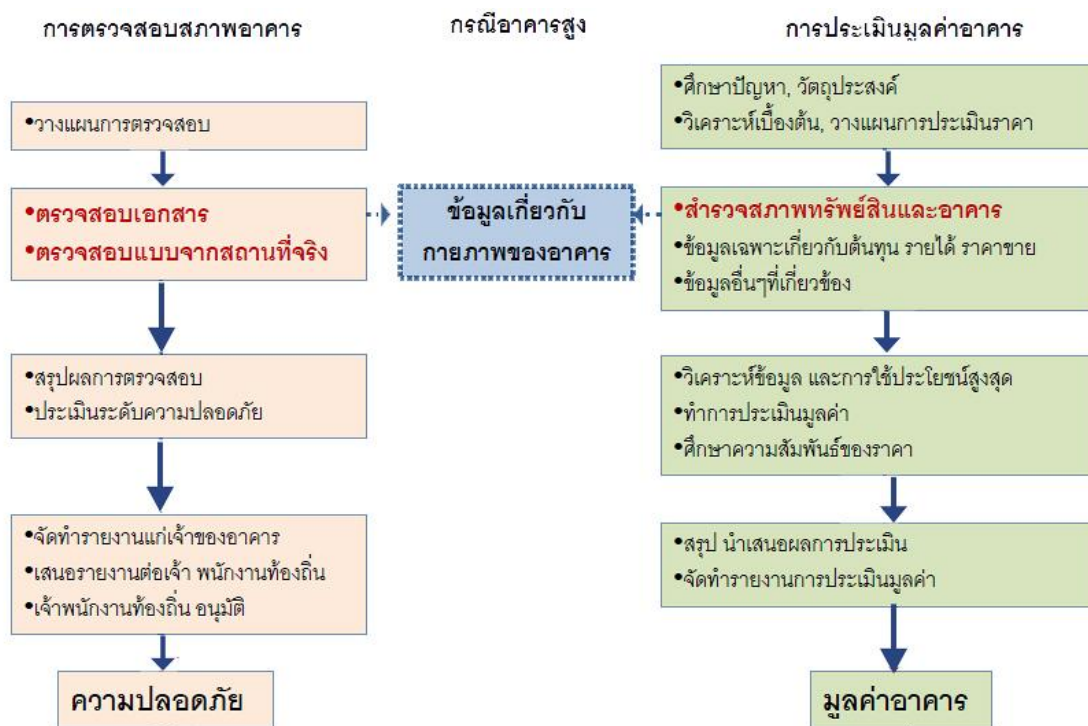 การตรวจสอบสภาพอาคาร
กรณีอาคารสูง
การประเมินมูลค่าอาคาร
•วางแผนการตรวจสอบ
•ตรวจสอบเอกสาร
•ตรวจสอบแบบจากสถานที่จริง
•สรุปผลการตรวจสอบ
•ประเมินระดับความปลอดภัย
•จัดทำรายงานแก่เจ้าของอาคาร
•เสนอรายงานต่อเจ้า พนักงานท้องถิ่น
•เจ้าพนักงานท้องถิ่น อนุมัติ
ความปลอดภัย
ข้อมูลเกี่ยวกับ
กายภาพของอาคาร
•ศึกษาปัญหา, วัตถุประสงค์
•วิเคราะห์เบื้องต้น, วางแผนการประเมินราคา
•สำรวจสภาพทรัพย์สินและอาคาร
•ข้อมูลเฉพาะเกี่ยวกับต้นทุน รายได้ ราคาขาย
•ข้อมูลอื่นๆที่เกี่ยวข้อง
•วิเคราะห์ข้อมูล และการใช้ประโยชน์สูงสุด
•ทำการประเมินมูลค่า
•ศึกษาความสัมพันธ์ของราคา
•สรุป นำเสนอผลการประเมิน
•จัดทำรายงานการประเมินมูลค่า
มูลค่าอาคาร